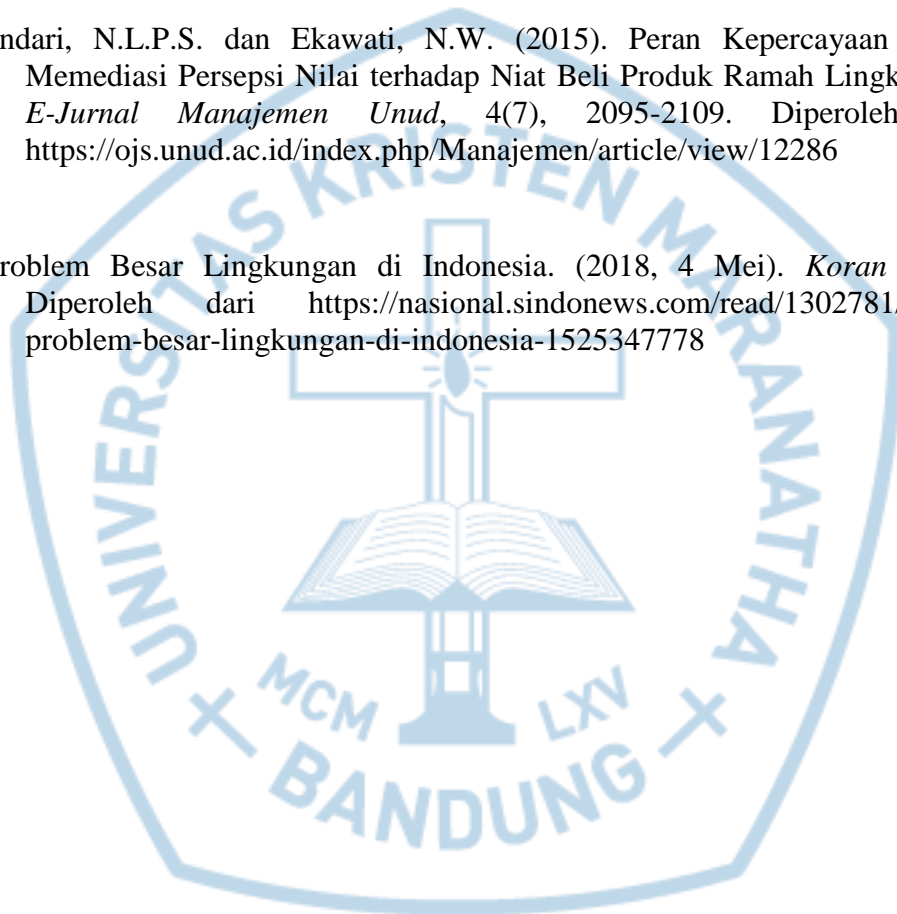 ndari, N.L.P.S. dan Ekawati, N.W. (2015). Peran Kepercayaan
Memediasi Persepsi Nilai terhadap Niat Beli Produk Ramah Lingk
E-Jurnal Manajemen Unud, 4(7), 2095-2109. Diperoleh
https://ojs.unud.ac.id/index.php/Manajemen/article/view/12286
roblem Besar Lingkungan di Indonesia. (2018, 4 Mei). Koran
Diperoleh dari https://nasional.sindonews.com/read/1302781/
problem-besar-lingkungan-di-indonesia-1525347778
UNIVERSITAS KRISTEN MARANATHA
MCM LXV
+ BANDUNG +